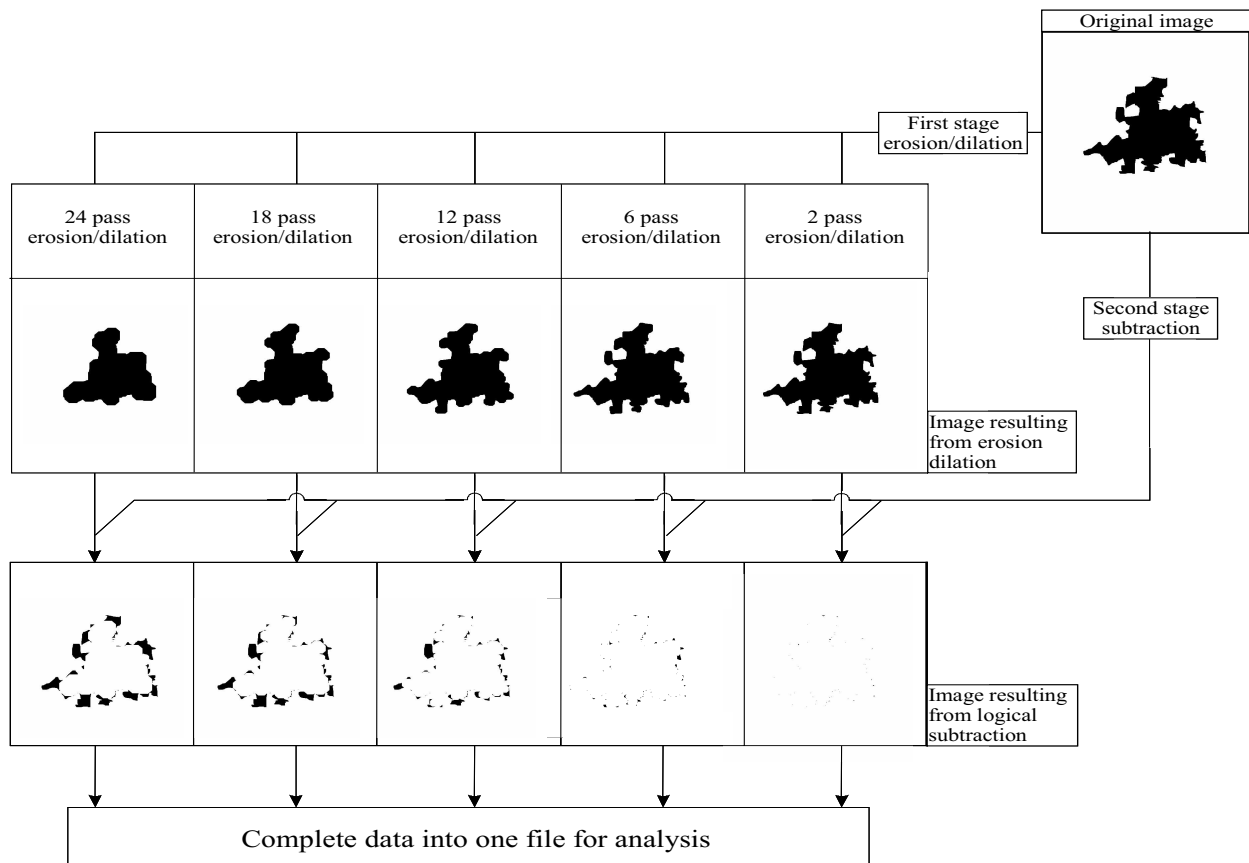 Original image
First stage
erosion/dilation
24 pass
erosion/dilation
18 pass
erosion/dilation
12 pass
erosion/dilation
6 pass
erosion/dilation
2 pass
erosion/dilation
Second stage
subtraction
Image resulting
from erosion
dilation
Image resulting
from logical
subtraction
Complete data into one file for analysis